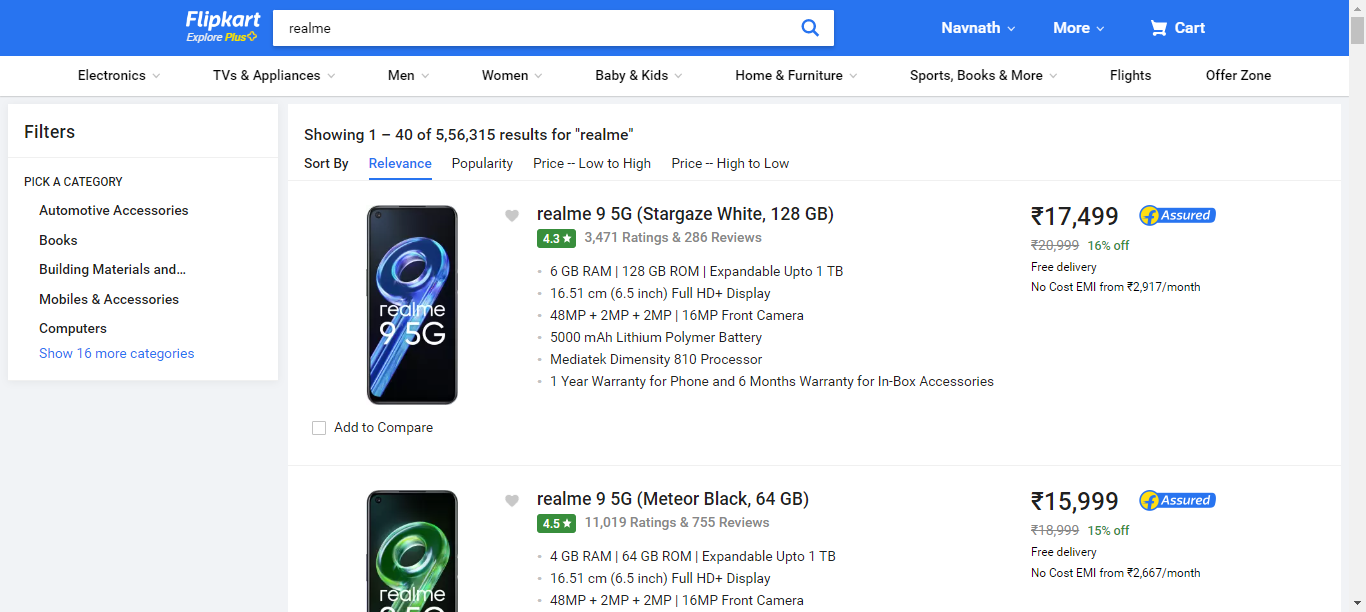 Flipkart
Explore Plus
realme
Navnath
More
Cart
Electronics
TVs & Appliances
Men
Women
Baby & Kids
Home & Furniture
Sports, Books & More
Flights
Offer Zone
Filters
PICK A CATEGORY
Automotive Accessories
Books
Building Materials and...
Mobiles & Accessories
Computers
Show 16 more categories
Showing 1 – 40 of 5,56,315 results for "realme"
Sort By Relevance Popularity Price -- Low to High Price -- High to Low
realme
9 5G
Add to Compare
realme 9 5G (Stargaze White, 128 GB)
4.3 ★ 3,471 Ratings & 286 Reviews
6 GB RAM | 128 GB ROM | Expandable Upto 1 TB
16.51 cm (6.5 inch) Full HD+ Display
48MP + 2MP + 2MP | 16MP Front Camera
5000 mAh Lithium Polymer Battery
Mediatek Dimensity 810 Processor
1 Year Warranty for Phone and 6 Months Warranty for In-Box Accessories
₹17,499
Assured
₹20,999 16% off
Free delivery
No Cost EMI from ₹2,917/month
realme
9 5G
realme 9 5G (Meteor Black, 64 GB)
4.5 ★ 11,019 Ratings & 755 Reviews
4 GB RAM | 64 GB ROM | Expandable Upto 1 TB
16.51 cm (6.5 inch) Full HD+ Display
48MP + 2MP + 2MP | 16MP Front Camera
₹15,999
Assured
₹18,999 15% off
Free delivery
No Cost EMI from ₹2,667/month